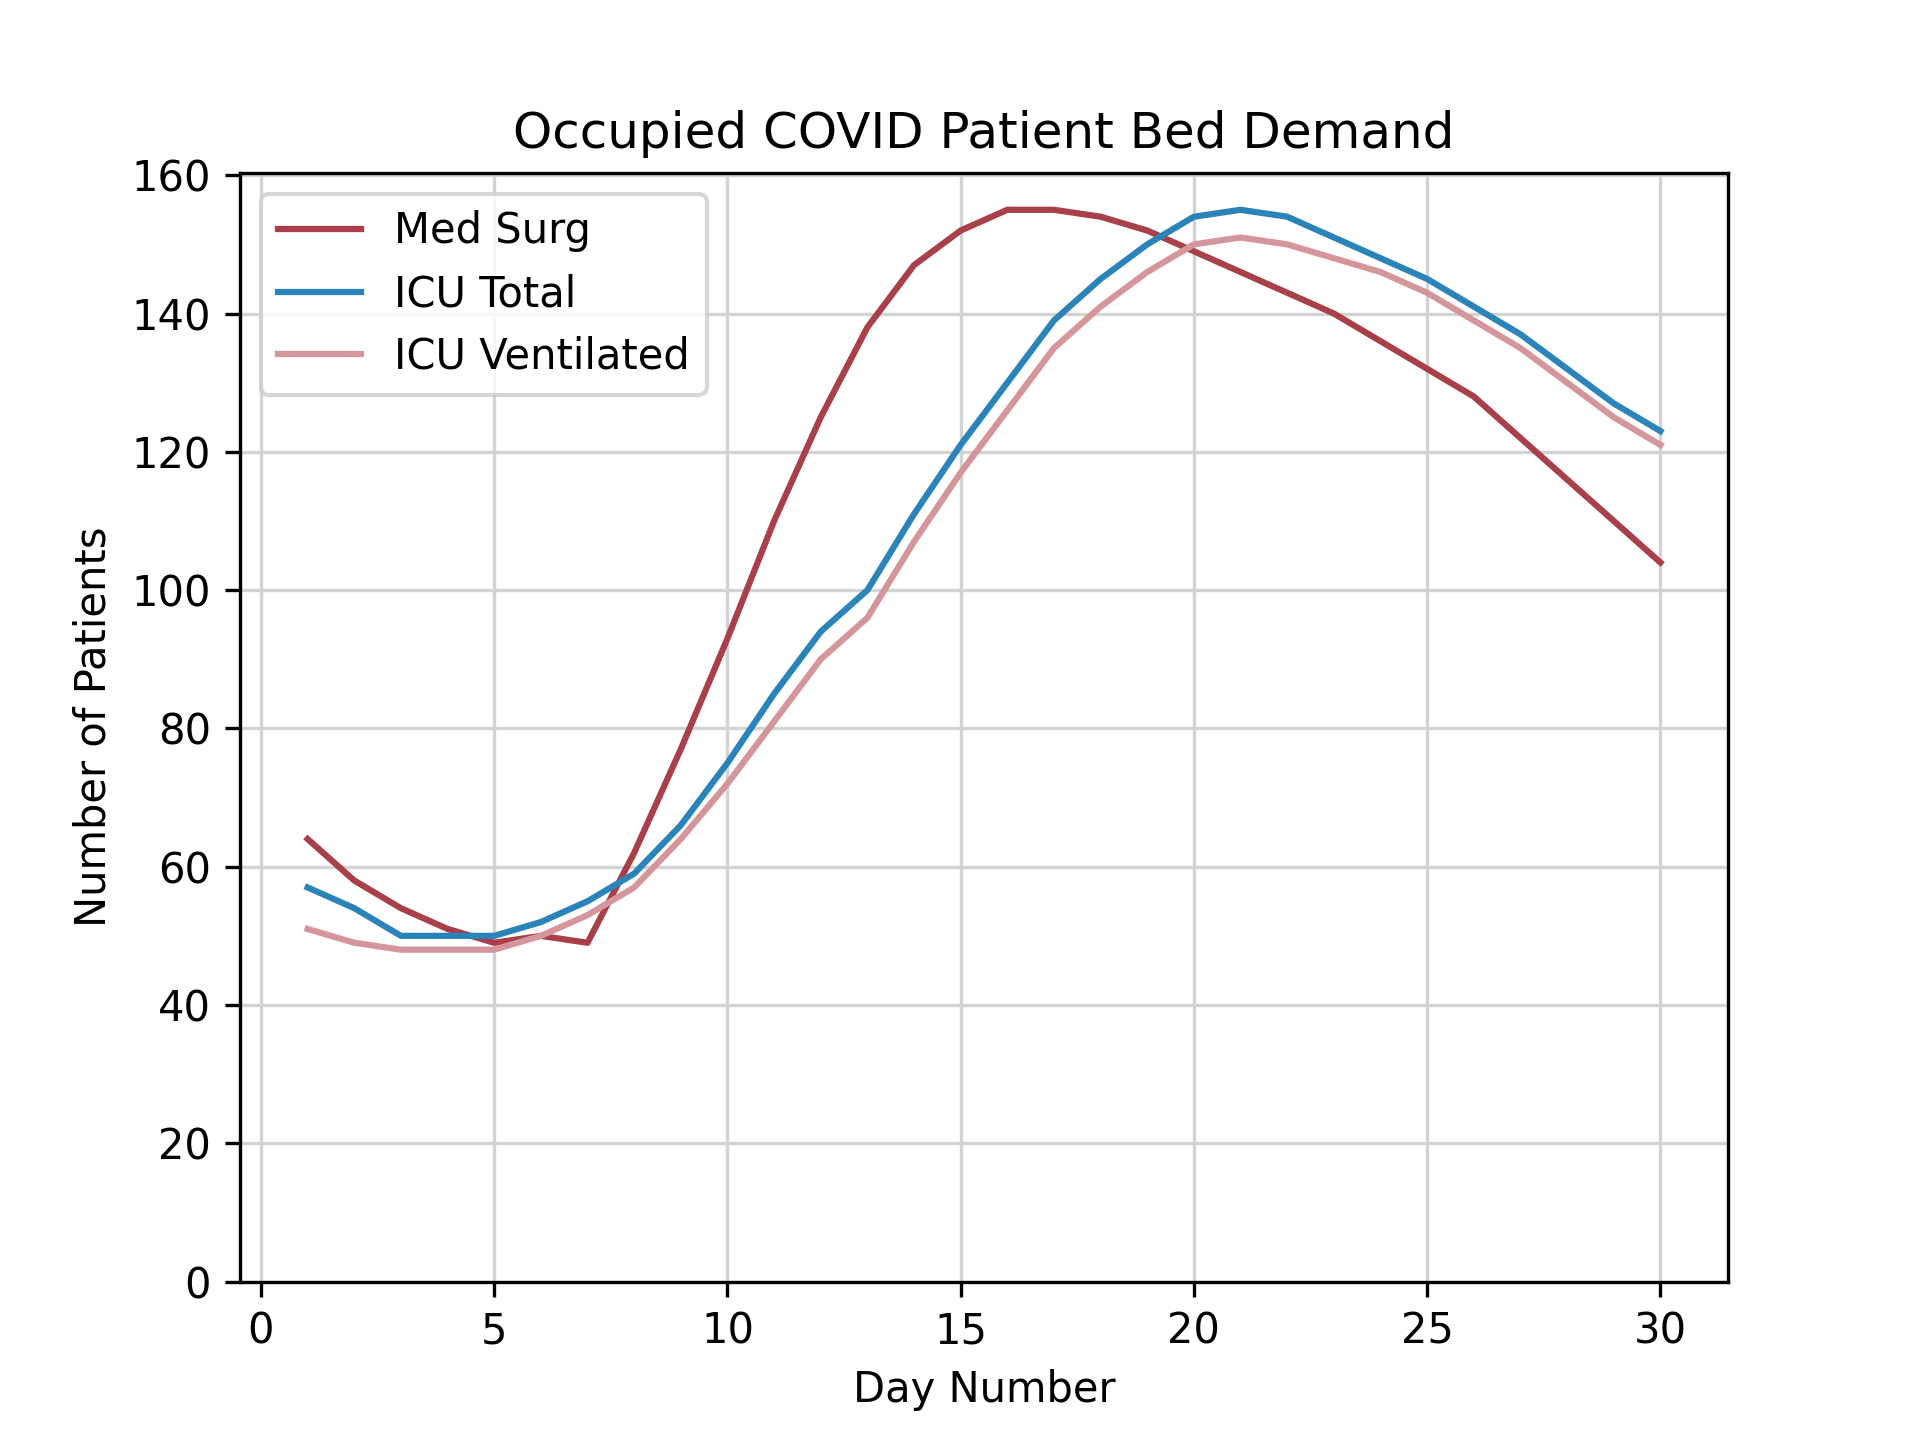 Occupied COVID Patient Bed Demand
160
140
120
100
80
60
40
20
0
Number of Patients
Med Surg
ICU Total
ICU Ventilated
0 5 10 15 20 25 30
Day Number